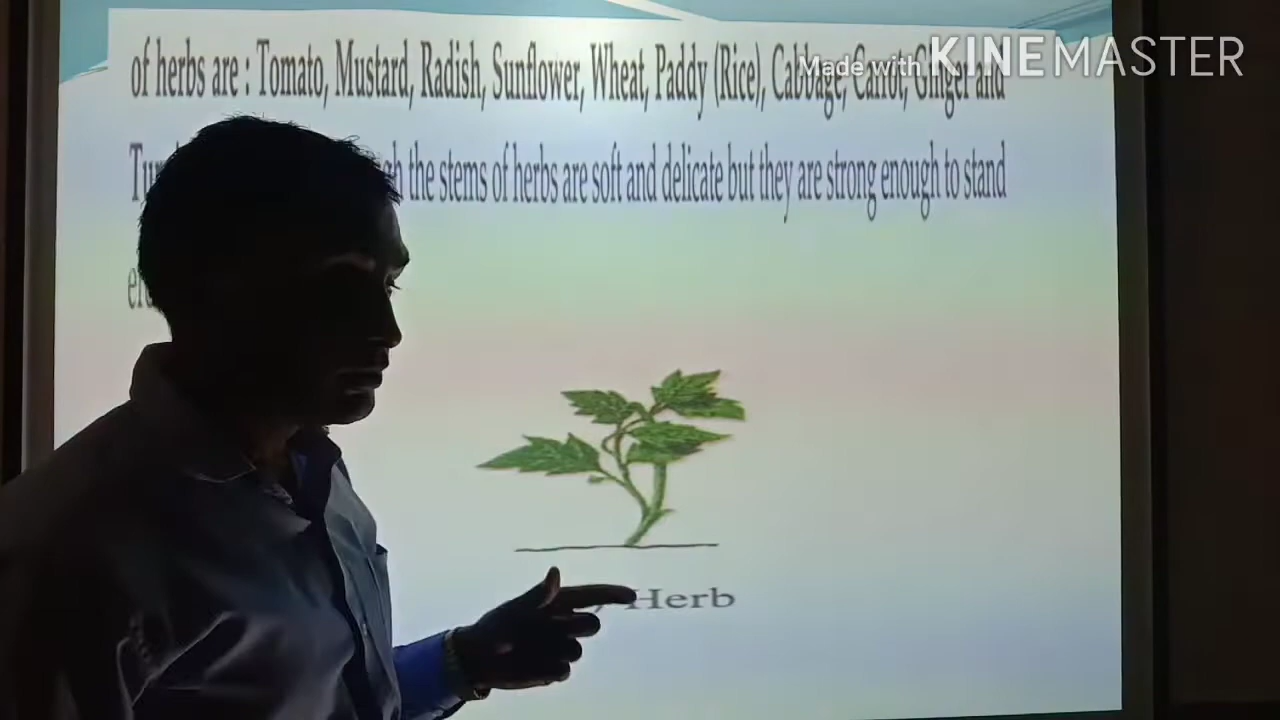 Made with KINEMASTER
of herbs are : Tomato, Mustard, Radish, Sunflower, Wheat, Paddy (Rice), Cabbage, Carrot, Ginger and
the stems of herbs are soft and delicate but they are strong enough to stand
Herb